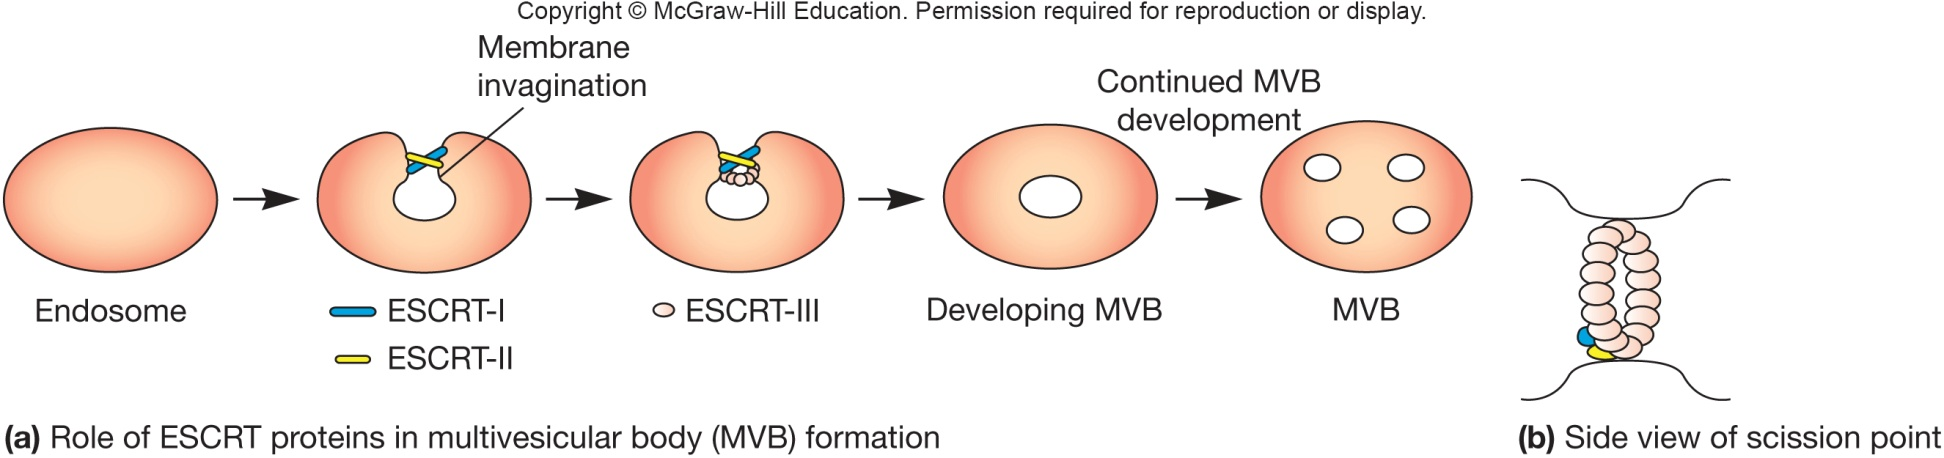 Copyright © McGraw-Hill Education. Permission required for reproduction or display.
Membrane
invagination
Continued MVB
development
Endosome
ESCRT-I
ESCRT-II
ESCRT-III
Developing MVB
MVB
(a) Role of ESCRT proteins in multivesicular body (MVB) formation
(b) Side view of scission point